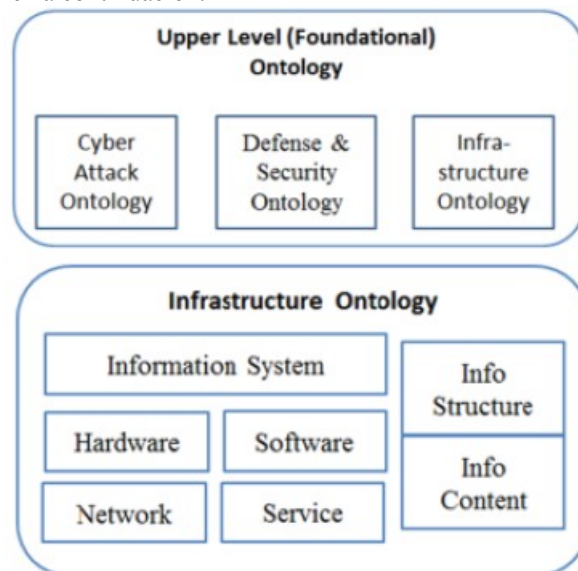 Upper Level (Foundational)
Ontology
Cyber
Attack
Ontology
Defense &
Security
Ontology
Infra-
structure
Ontology
Infrastructure Ontology
Information System
Info
Structure
Hardware
Software
Info
Content
Network
Service